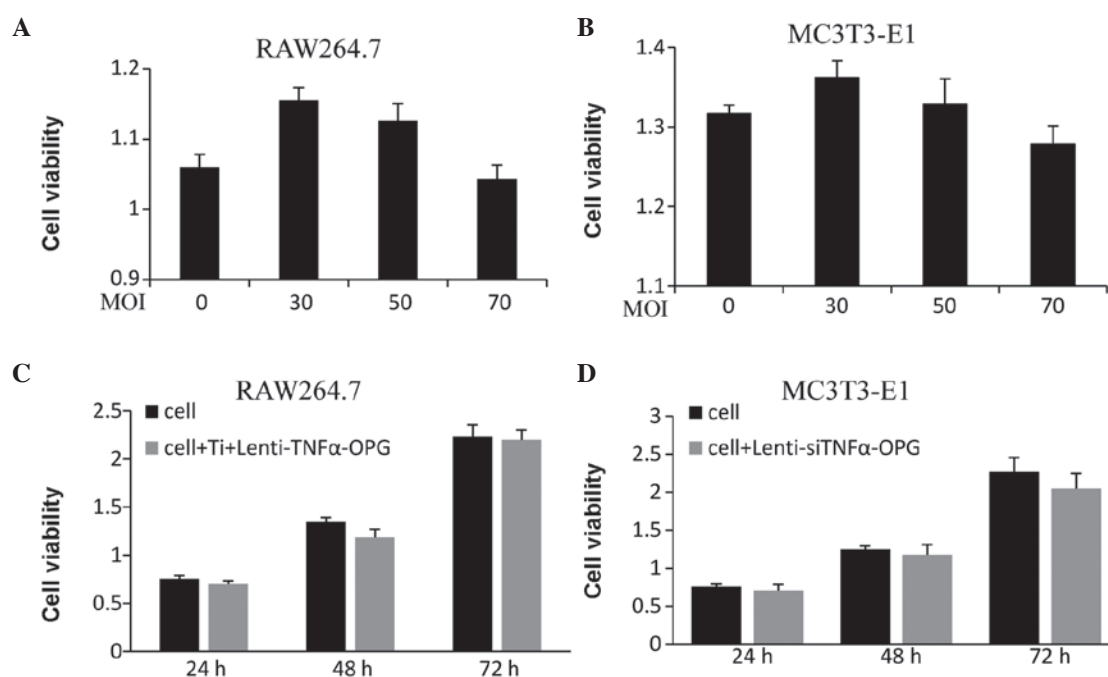 A
RAW264.7
Cell viability
1.2
1.1
1
0.9
MOI
0
30
50
70
B
MC3T3-E1
Cell viability
1.4
1.3
1.2
1.1
MOI
0
30
50
70
C
RAW264.7
cell
cell+Ti+Lenti-TNFα-OPG
Cell viability
2.5
2
1.5
1
0.5
0
24 h
48 h
72 h
D
MC3T3-E1
cell
cell+Lenti-siTNFα-OPG
Cell viability
3
2.5
2
1.5
1
0.5
0
24 h
48 h
72 h